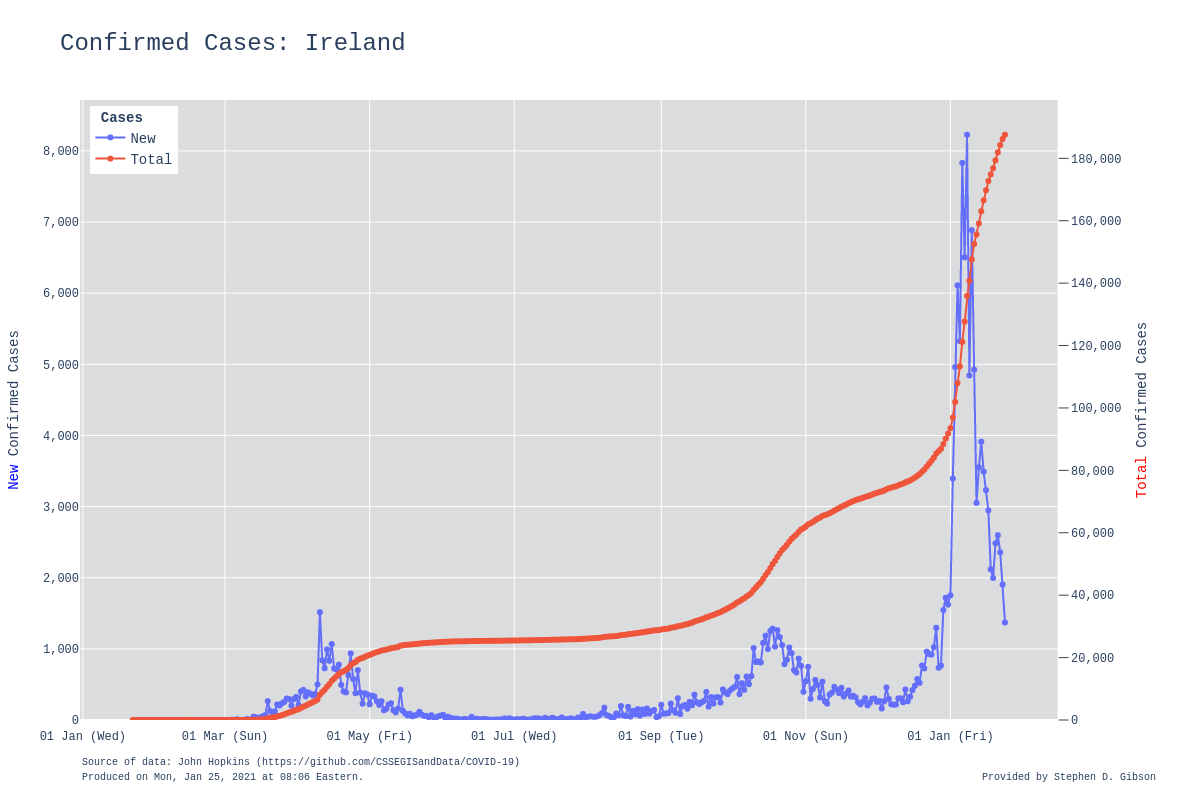 Confirmed Cases: Ireland
Cases
New
Total
8,000
7,000
6,000
5,000
4,000
3,000
2,000
1,000
0
New Confirmed Cases
180,000
160,000
140,000
120,000
100,000
80,000
60,000
40,000
20,000
0
Total Confirmed Cases
01 Jan (Wed) 01 Mar (Sun) 01 May (Fri) 01 Jul (Wed) 01 Sep (Tue) 01 Nov (Sun) 01 Jan (Fri)
Source of data: John Hopkins (https://github.com/CSSEGISandData/COVID-19)
Produced on Mon, Jan 25, 2021 at 08:06 Eastern.
Provided by Stephen D. Gibson